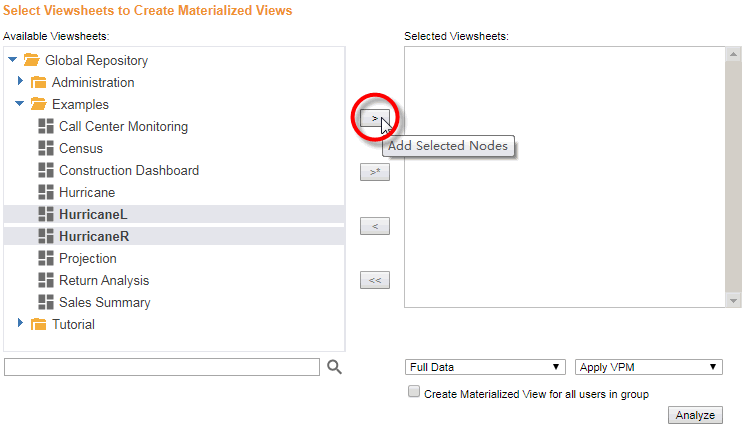 Select Viewsheets to Create Materialized Views
Available Viewsheets:
Selected Viewsheets:
Global Repository
Administration
Examples
Call Center Monitoring
Census
Construction Dashboard
Hurricane
HurricaneL
HurricaneR
Projection
Return Analysis
Sales Summary
Tutorial
>
Add Selected Nodes
>*
<
<<
Full Data
Apply VPM
Create Materialized View for all users in group
Analyze